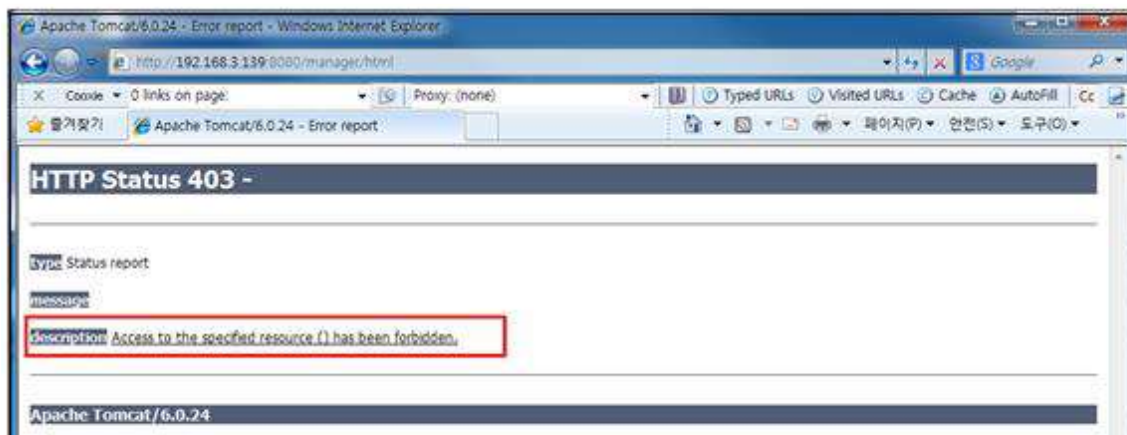 Apache Tomcat/6.0.24 - Error report - Windows Internet Explorer
http://192.168.3.139:8080/manager/html
Google
X Cookie 0 links on page: Proxy: (none) Typed URLs Visited URLs Cache AutoFill Cc
즐겨찾기 Apache Tomcat/6.0.24 - Error report 페이지(P) 안전(S) 도구(O)
HTTP Status 403 -
type Status report
message
description Access to the specified resource () has been forbidden.
Apache Tomcat/6.0.24